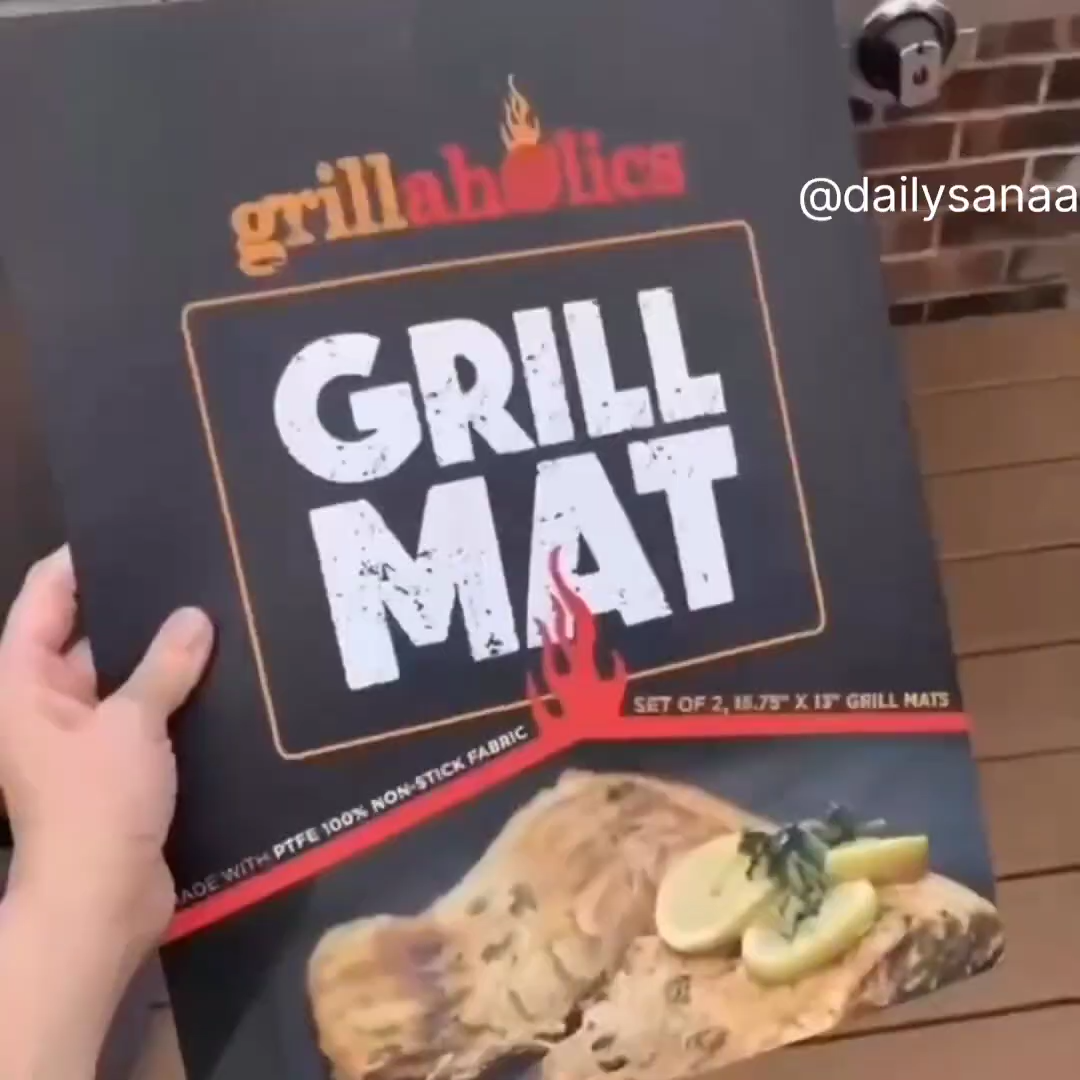 grillaholics
@dailysanaa
GRILL
MAT
SET OF 2, 15.75" X 13" GRILL MATS
MADE WITH PTFE 100% NON-STICK FABRIC